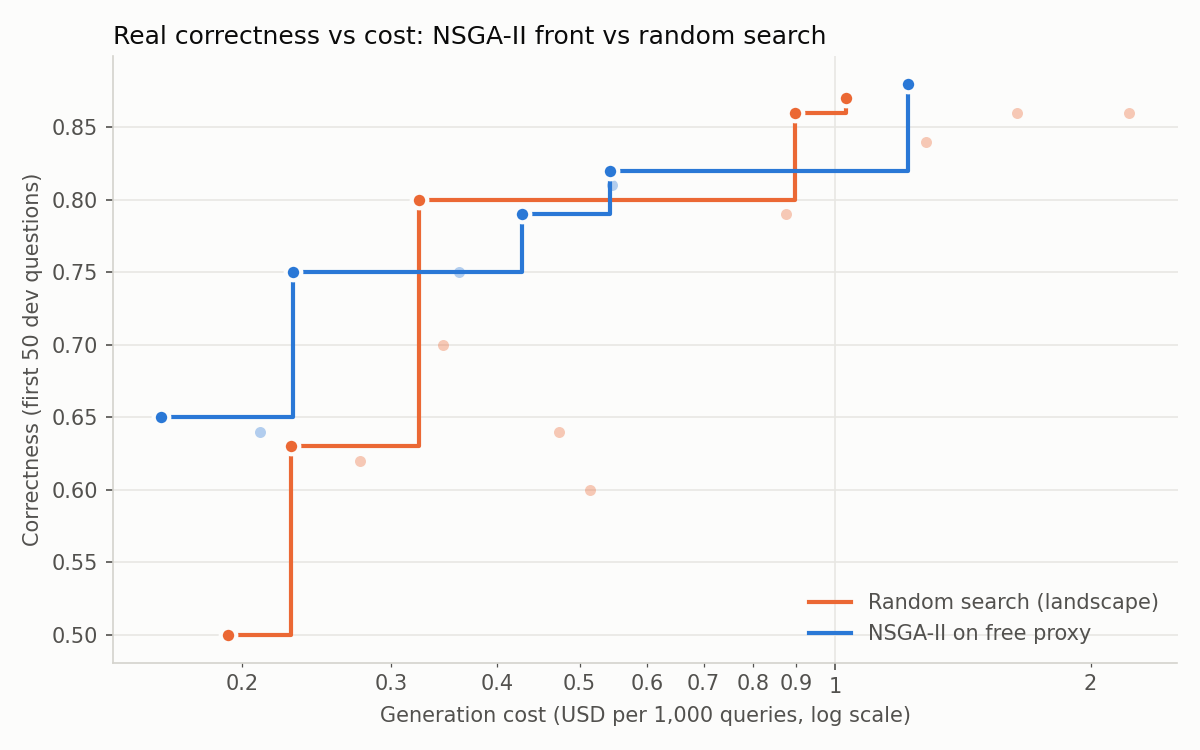 Real correctness vs cost: NSGA-II front vs random search
Correctness (first 50 dev questions)
0.85
0.80
0.75
0.70
0.65
0.60
0.55
0.50
Random search (landscape)
NSGA-II on free proxy
0.2 0.3 0.4 0.5 0.6 0.7 0.8 0.9 1 2
Generation cost (USD per 1,000 queries, log scale)